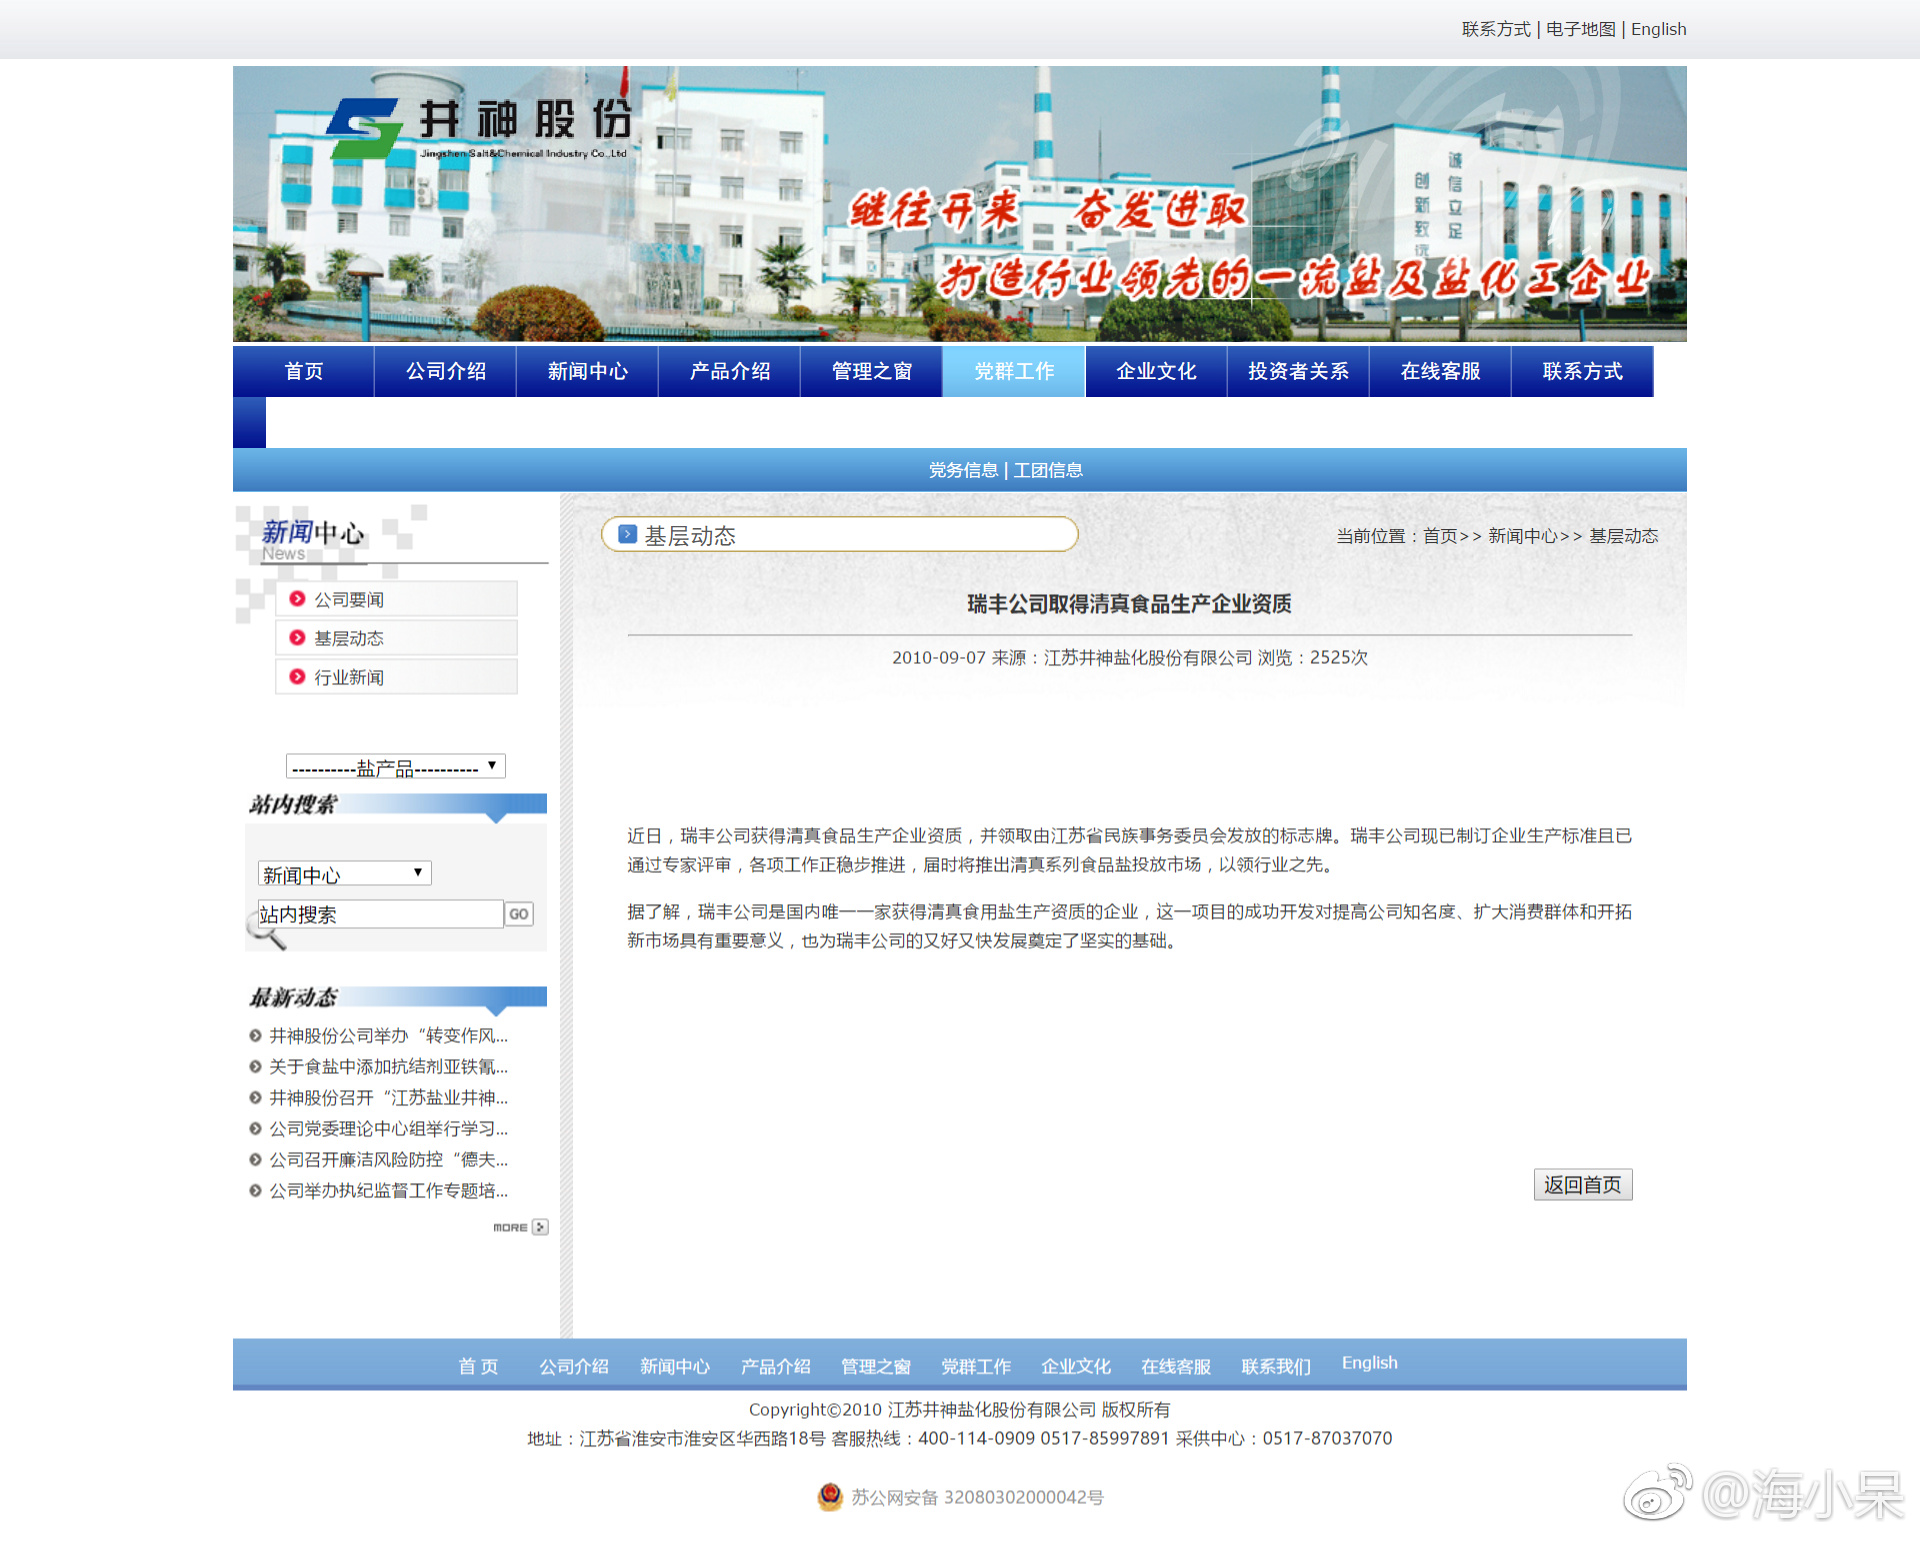 联系方式 | 电子地图 | English
井神股份
Jingshen Salt&Chemical Industry Co.,Ltd
诚信立足
创新致远
继往开来 奋发进取
打造行业领先的一流盐及盐化工企业
首页 公司介绍 新闻中心 产品介绍 管理之窗 党群工作 企业文化 投资者关系 在线客服 联系方式
党务信息 | 工团信息
新闻中心
News
公司要闻
基层动态
行业新闻
----------盐产品----------
站内搜索
新闻中心
站内搜索 GO
最新动态
井神股份公司举办“转变作风...
关于食盐中添加抗结剂亚铁氰...
井神股份召开“江苏盐业井神...
公司党委理论中心组举行学习...
公司召开廉洁风险防控“德夫...
公司举办执纪监督工作专题培...
MORE
基层动态
当前位置：首页>> 新闻中心>> 基层动态
瑞丰公司取得清真食品生产企业资质
2010-09-07 来源：江苏井神盐化股份有限公司 浏览：2525次
近日，瑞丰公司获得清真食品生产企业资质，并领取由江苏省民族事务委员会发放的标志牌。瑞丰公司现已制订企业生产标准且已
通过专家评审，各项工作正稳步推进，届时将推出清真系列食品盐投放市场，以领行业之先。
据了解，瑞丰公司是国内唯一一家获得清真食用盐生产资质的企业，这一项目的成功开发对提高公司知名度、扩大消费群体和开拓
新市场具有重要意义，也为瑞丰公司的又好又快发展奠定了坚实的基础。
返回首页
首 页 公司介绍 新闻中心 产品介绍 管理之窗 党群工作 企业文化 在线客服 联系我们 English
Copyright©2010 江苏井神盐化股份有限公司 版权所有
地址：江苏省淮安市淮安区华西路18号 客服热线：400-114-0909 0517-85997891 采供中心：0517-87037070
苏公网安备 32080302000042号
@海小呆